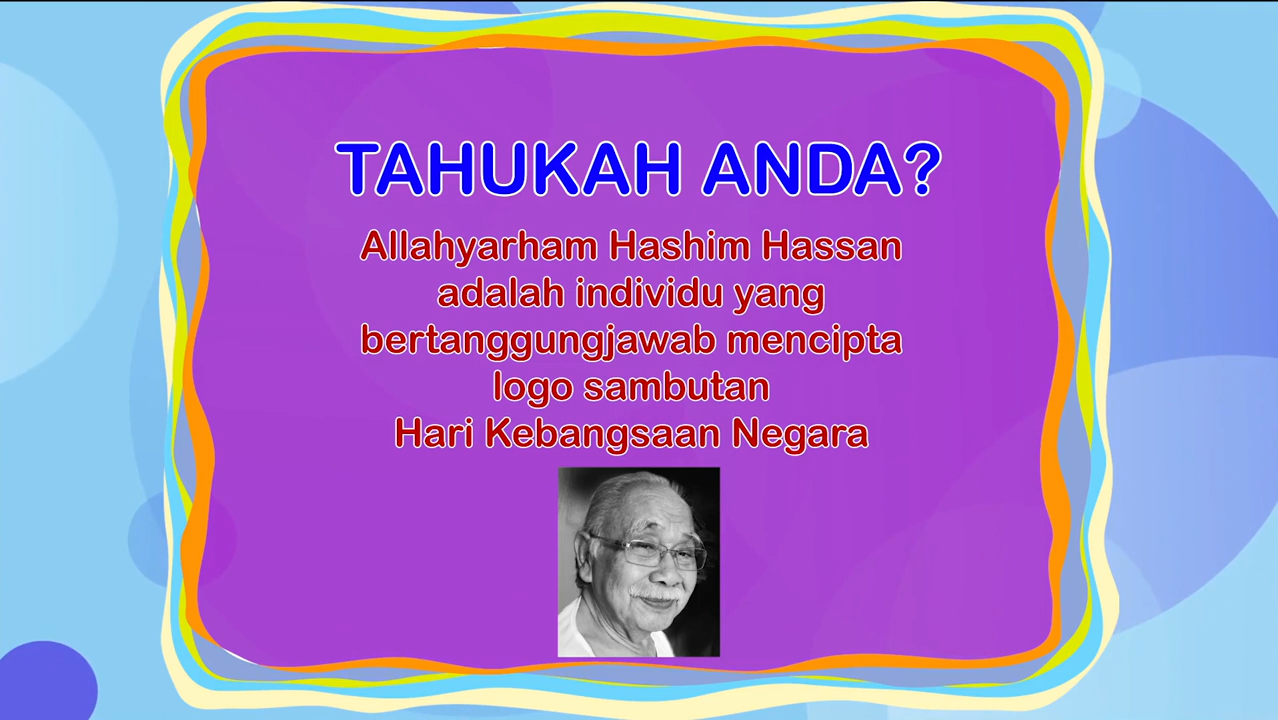 TAHUKAH ANDA?
Allahyarham Hashim Hassan
adalah individu yang
bertanggungjawab mencipta
logo sambutan
Hari Kebangsaan Negara